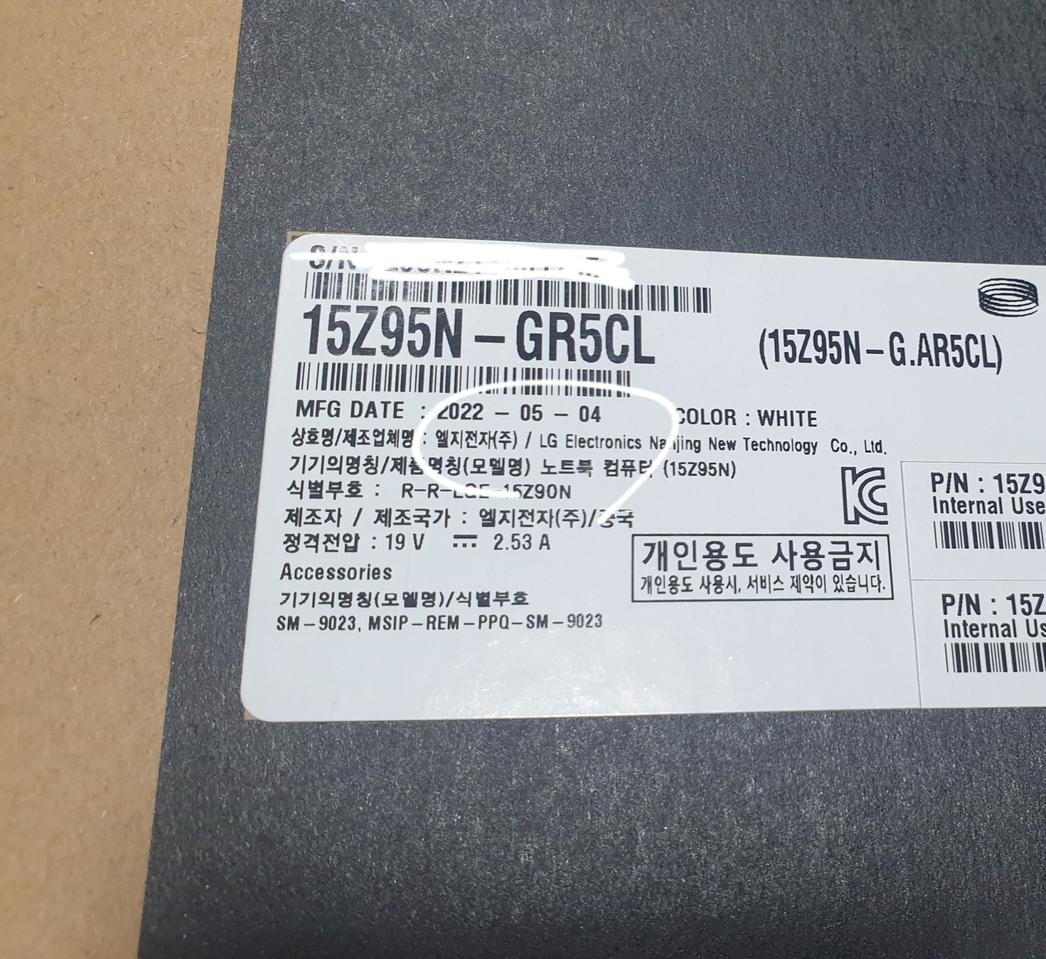 S/N
15Z95N - GR5CL
(15Z95N - G.AR5CL)
MFG DATE : 2022 - 05 - 04
COLOR : WHITE
상호명/제조업체명 : 엘지전자(주) / LG Electronics Nanjing New Technology Co., Ltd.
기기의명칭/제품명칭(모델명) 노트북 컴퓨터 (15Z95N)
식별부호 : R-R-LGE-15Z90N
제조자 / 제조국가 : 엘지전자(주)/중국
정격전압 : 19 V ⎓ 2.53 A
개인용도 사용금지
개인용도 사용시, 서비스 제약이 있습니다.
Accessories
기기의명칭(모델명)/식별부호
SM-9023, MSIP-REM-PPQ-SM-9023
KC
P/N : 15Z9
Internal Use
P/N : 15Z
Internal Us